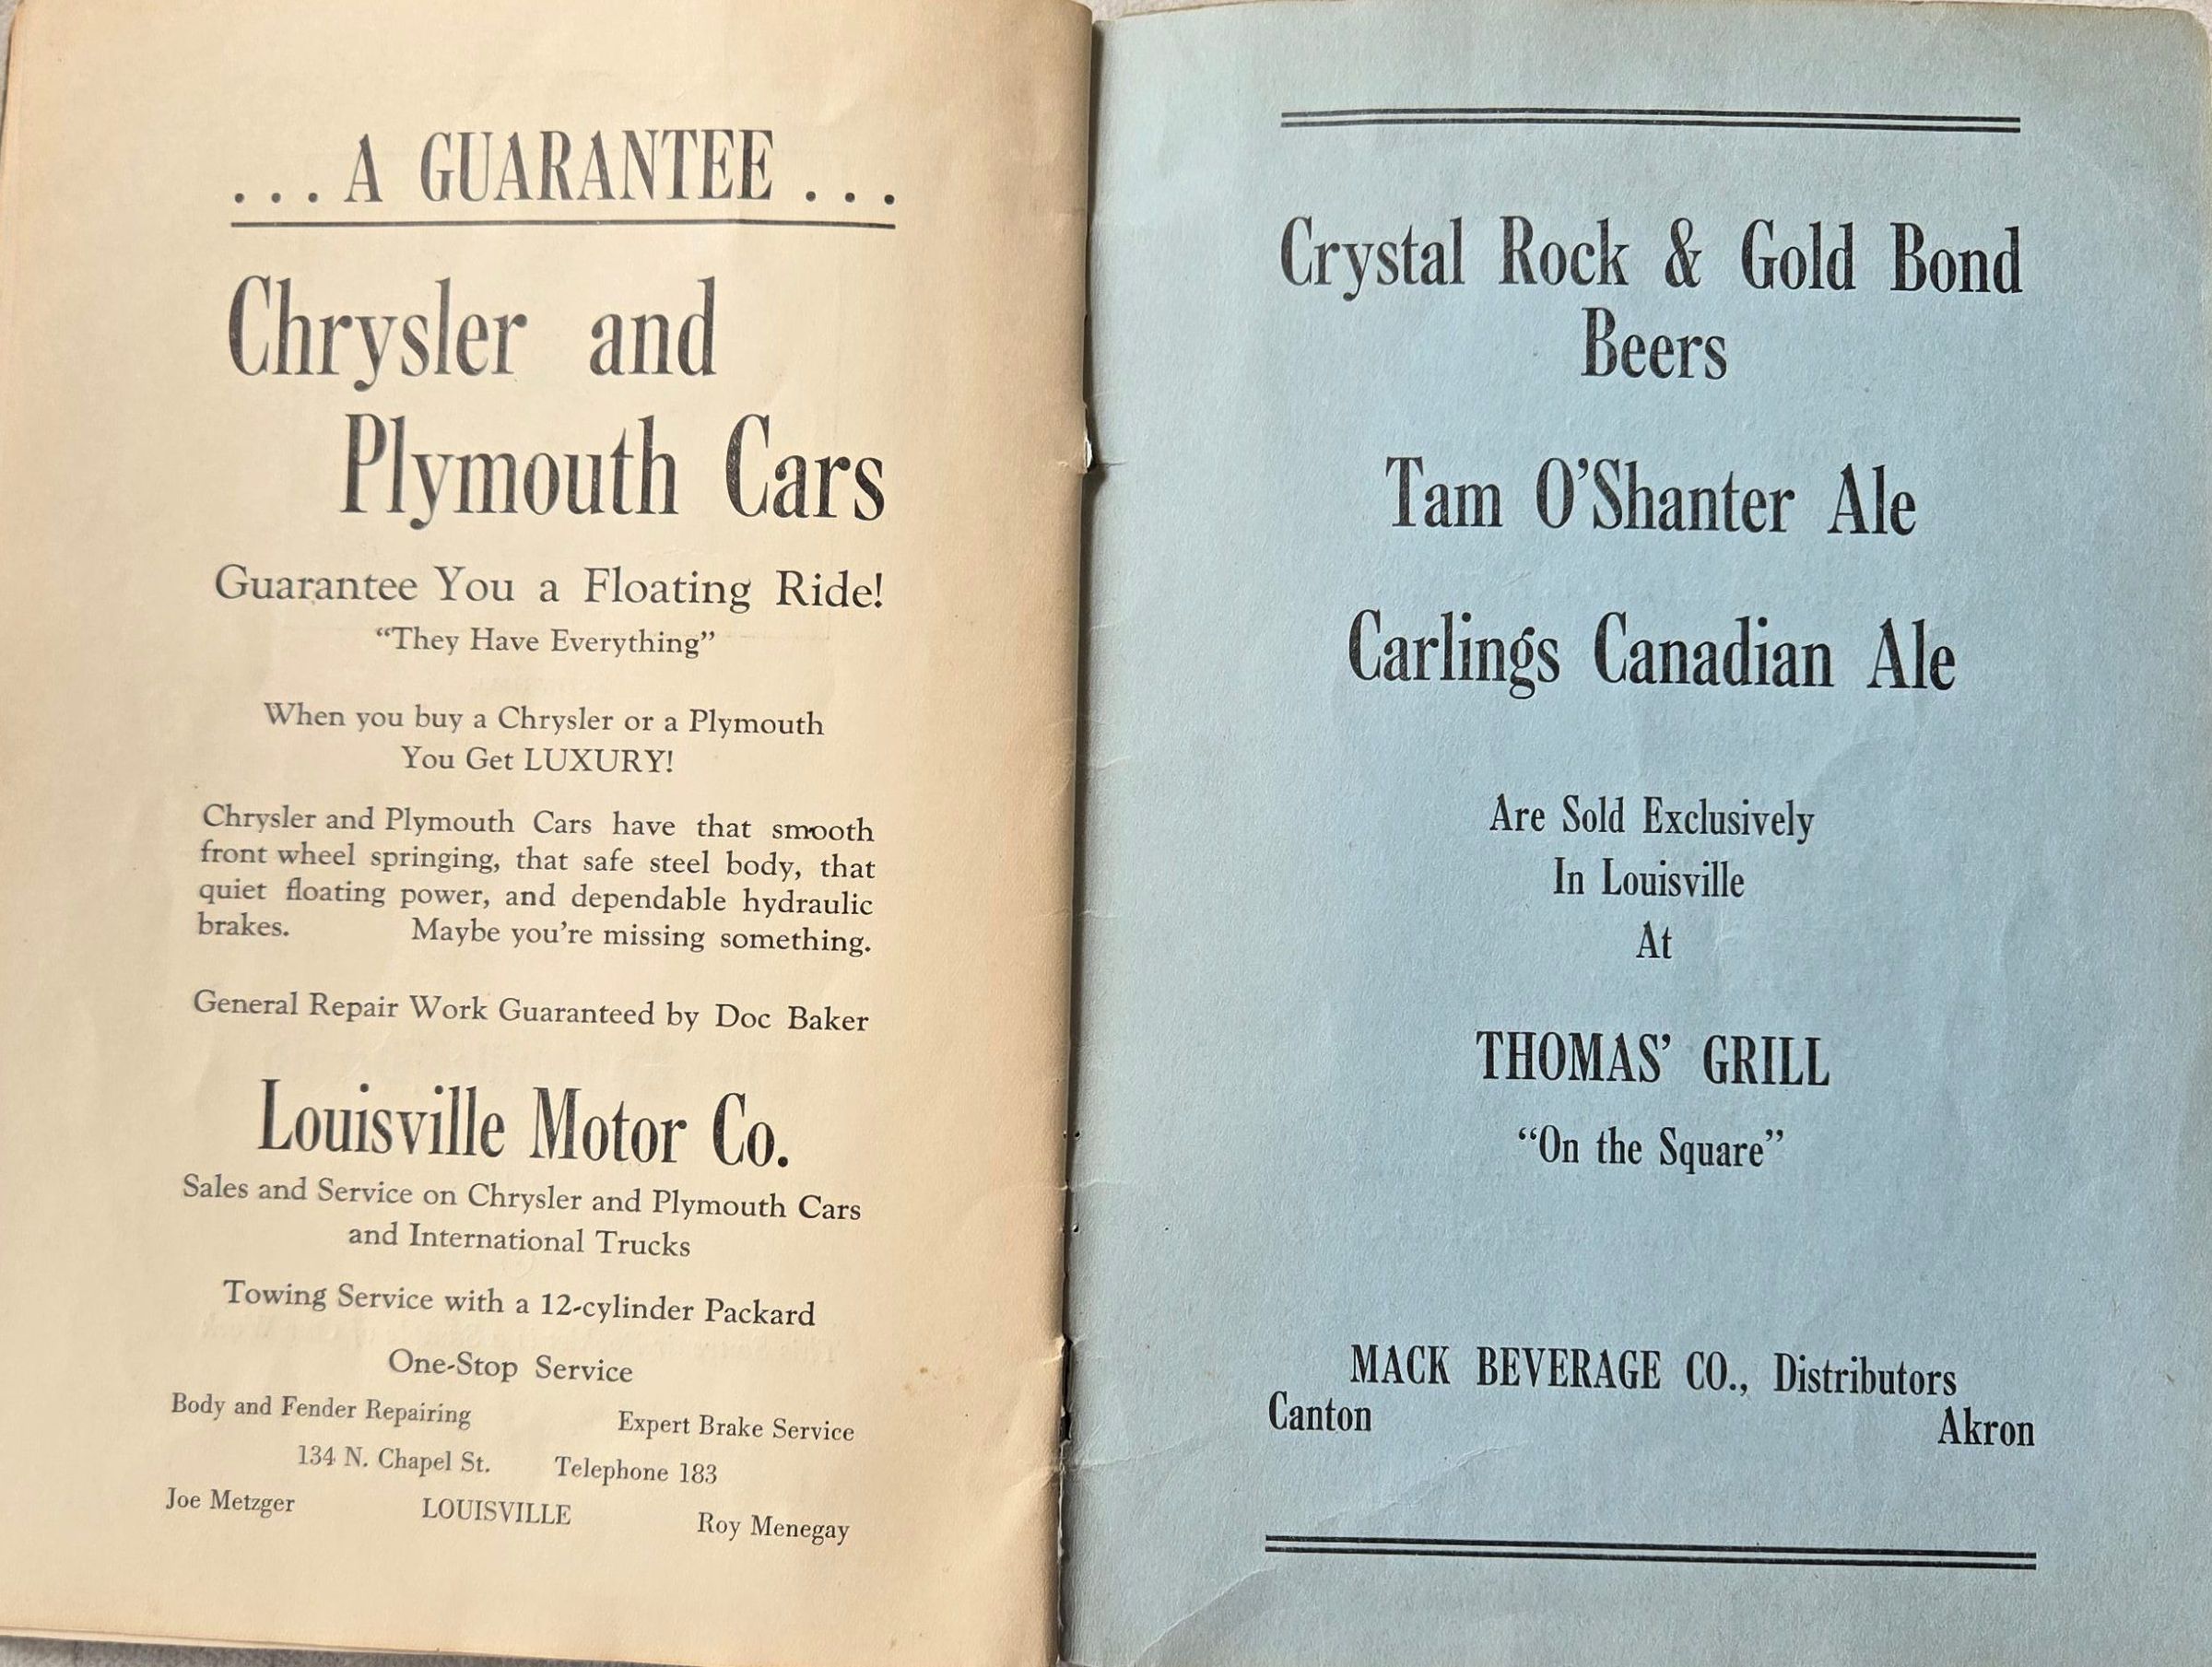 . . . A GUARANTEE . . .
Chrysler and
Plymouth Cars
Guarantee You a Floating Ride!
“They Have Everything”
When you buy a Chrysler or a Plymouth
You Get LUXURY!
Chrysler and Plymouth Cars have that smooth
front wheel springing, that safe steel body, that
quiet floating power, and dependable hydraulic
brakes. Maybe you’re missing something.
General Repair Work Guaranteed by Doc Baker
Louisville Motor Co.
Sales and Service on Chrysler and Plymouth Cars
and International Trucks
Towing Service with a 12-cylinder Packard
One-Stop Service
Body and Fender Repairing Expert Brake Service
134 N. Chapel St. Telephone 183
Joe Metzger LOUISVILLE Roy Menegay
Crystal Rock & Gold Bond
Beers
Tam O’Shanter Ale
Carlings Canadian Ale
Are Sold Exclusively
In Louisville
At
THOMAS’ GRILL
“On the Square”
MACK BEVERAGE CO., Distributors
Canton Akron